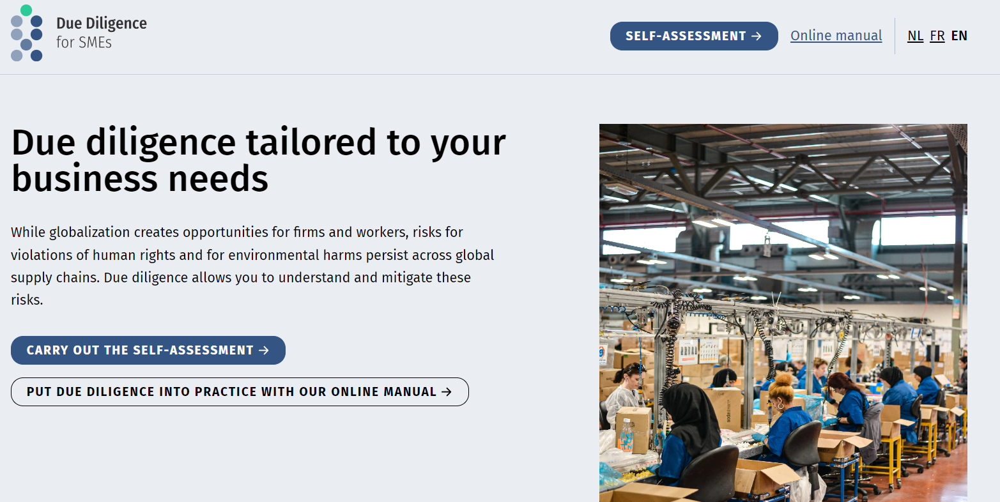 Due Diligence
for SMEs
SELF-ASSESSMENT →
Online manual
NL FR EN
Due diligence tailored to your
business needs
While globalization creates opportunities for firms and workers, risks for
violations of human rights and for environmental harms persist across global
supply chains. Due diligence allows you to understand and mitigate these
risks.
CARRY OUT THE SELF-ASSESSMENT →
PUT DUE DILIGENCE INTO PRACTICE WITH OUR ONLINE MANUAL →
sodastream